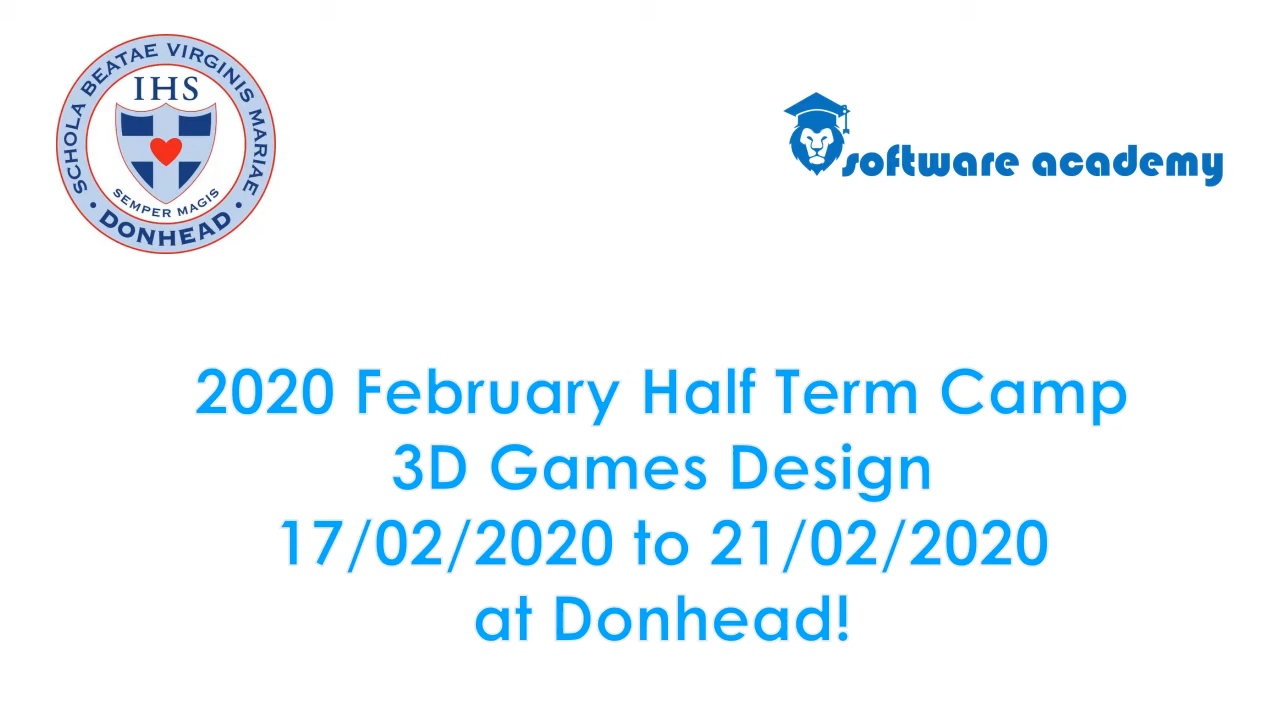 SCHOLA BEATAE VIRGINIS MARIAE
IHS
SEMPER MAGIS
• DONHEAD •
software academy
2020 February Half Term Camp
3D Games Design
17/02/2020 to 21/02/2020
at Donhead!